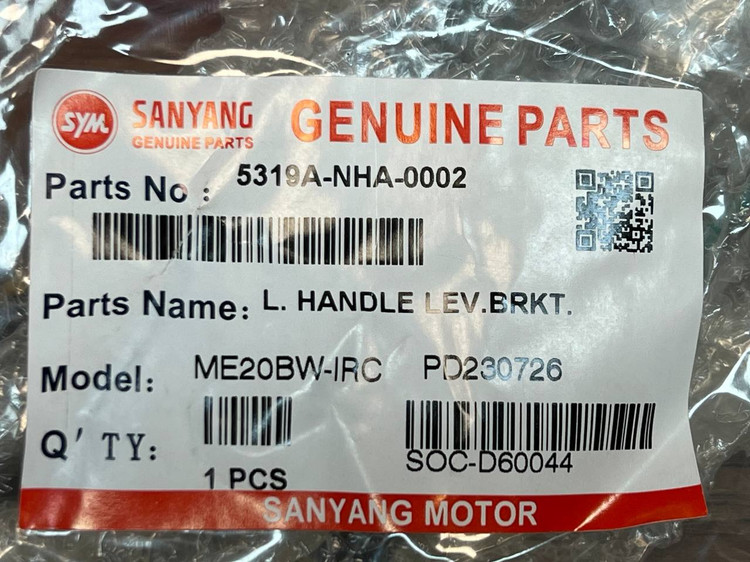 SYM SANYANG GENUINE PARTS
GENUINE PARTS
Parts No : 5319A-NHA-0002
Parts Name: L. HANDLE LEV.BRKT.
Model: ME20BW-IRC PD230726
Q' TY: 1 PCS
SOC-D60044
SANYANG MOTOR